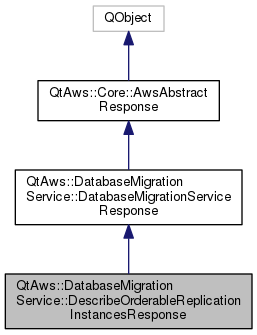 QObject
QtAws::Core::AwsAbstract
Response
QtAws::DatabaseMigration
Service::DatabaseMigrationService
Response
QtAws::DatabaseMigration
Service::DescribeOrderableReplication
InstancesResponse